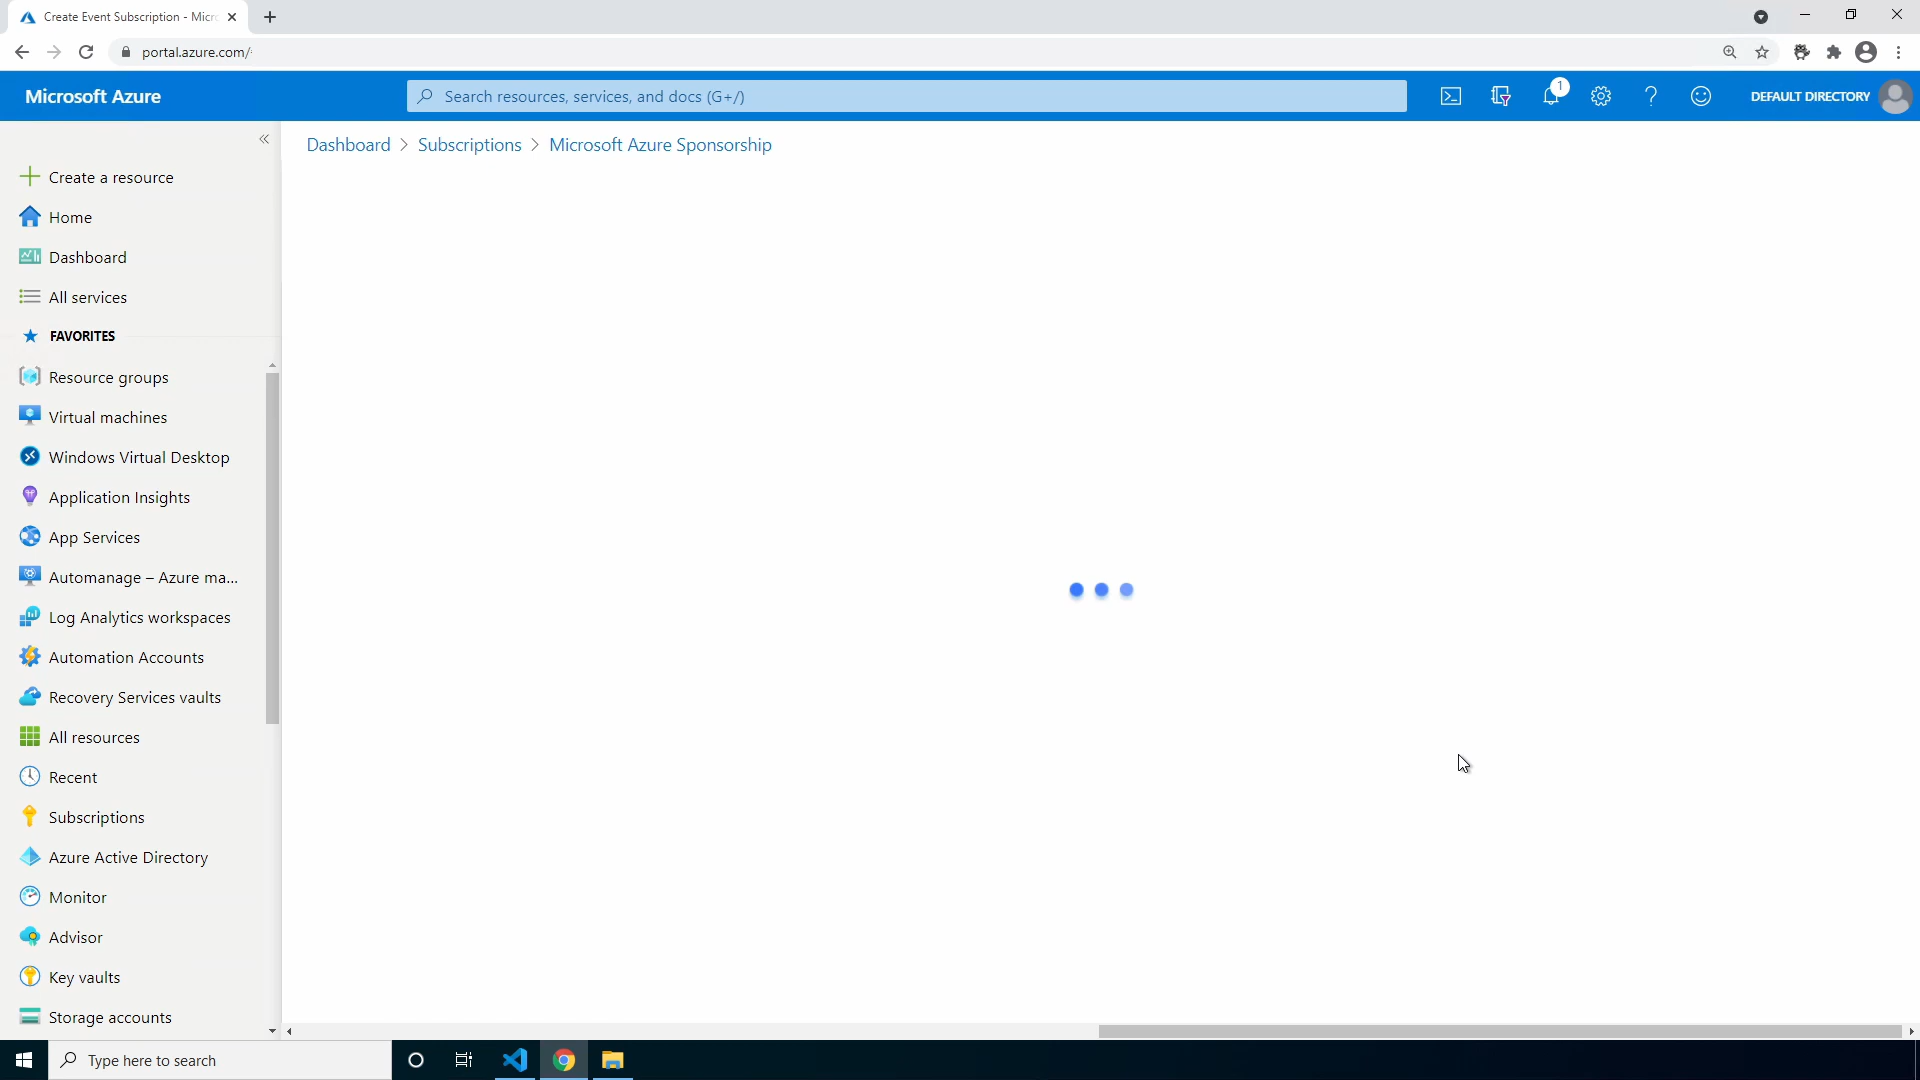 Create Event Subscription - Micro
portal.azure.com/
Microsoft Azure
Search resources, services, and docs (G+/)
1
DEFAULT DIRECTORY
Dashboard > Subscriptions > Microsoft Azure Sponsorship
Create a resource
Home
Dashboard
All services
FAVORITES
Resource groups
Virtual machines
Windows Virtual Desktop
Application Insights
App Services
Automanage – Azure ma...
Log Analytics workspaces
Automation Accounts
Recovery Services vaults
All resources
Recent
Subscriptions
Azure Active Directory
Monitor
Advisor
Key vaults
Storage accounts
Type here to search